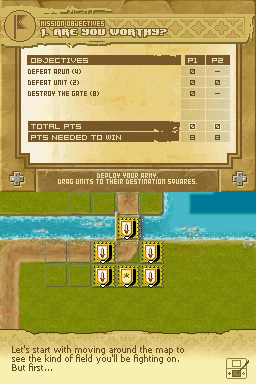 MISSION OBJECTIVES
1. ARE YOU WORTHY?
OBJECTIVES P1 P2
DEFEAT ARUN (4) 0 –
DEFEAT UNIT (2) 0 0
DESTROY THE GATE (8) 0 –
TOTAL PTS 0 0
PTS NEEDED TO WIN 8 8
DEPLOY YOUR ARMY.
DRAG UNITS TO THEIR DESTINATION SQUARES.
Let's start with moving around the map to
see the kind of field you'll be fighting on.
But first...